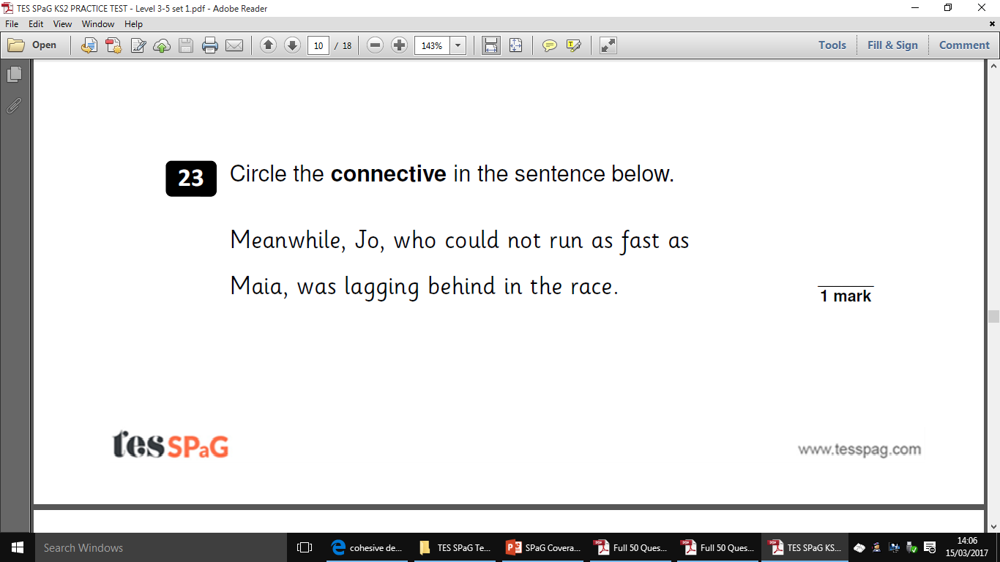 TES SPaG KS2 PRACTICE TEST - Level 3-5 set 1.pdf - Adobe Reader
File Edit View Window Help
Open 10 / 18 143% Tools Fill & Sign Comment
23 Circle the connective in the sentence below.
Meanwhile, Jo, who could not run as fast as
Maia, was lagging behind in the race.
1 mark
tes SPaG www.tesspag.com
Search Windows cohesive de... TES SPaG Te... SPaG Covera... Full 50 Ques... Full 50 Ques... TES SPaG KS... 14:06
15/03/2017